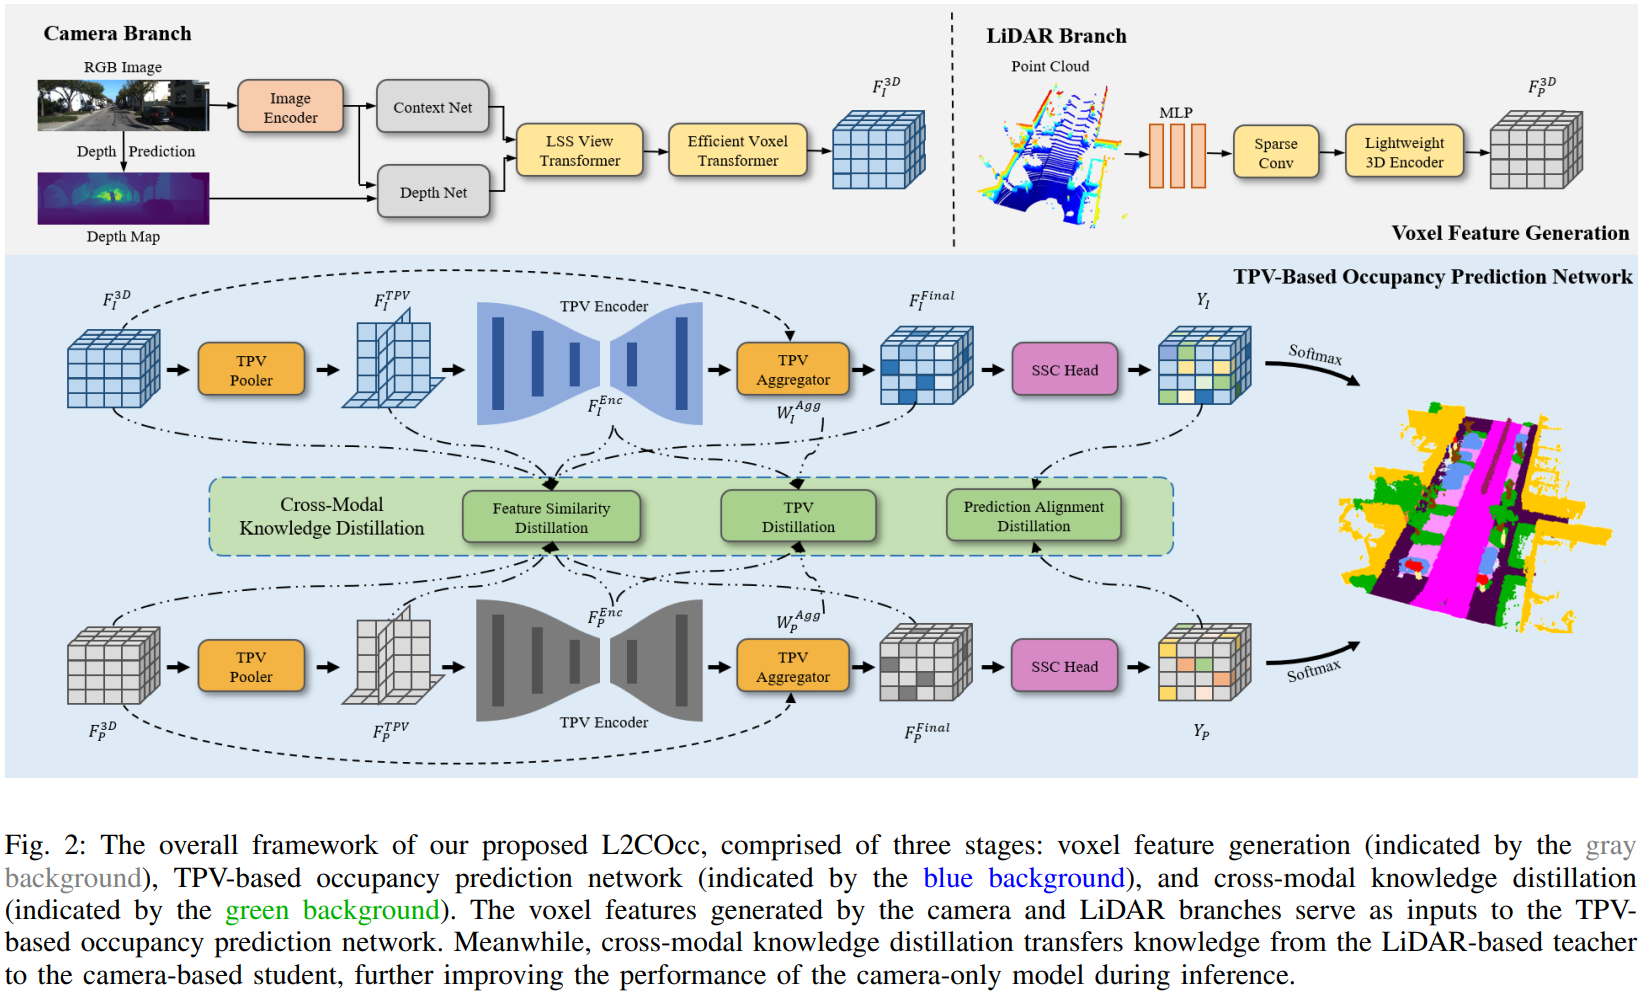 Camera Branch
RGB Image
Image
Encoder
Context Net
Depth Prediction
Depth Net
Depth Map
LSS View
Transformer
Efficient Voxel
Transformer
F_I^{3D}
LiDAR Branch
Point Cloud
MLP
Sparse
Conv
Lightweight
3D Encoder
F_P^{3D}
Voxel Feature Generation
TPV-Based Occupancy Prediction Network
F_I^{3D}
TPV
Pooler
F_I^{TPV}
TPV Encoder
F_I^{Enc}
TPV
Aggregator
W_I^{Agg}
F_I^{Final}
SSC Head
Y_I
Softmax
Cross-Modal
Knowledge Distillation
Feature Similarity
Distillation
TPV
Distillation
Prediction Alignment
Distillation
F_P^{3D}
TPV
Pooler
F_P^{TPV}
F_P^{Enc}
TPV Encoder
W_P^{Agg}
TPV
Aggregator
F_P^{Final}
SSC Head
Y_P
Softmax
Fig. 2: The overall framework of our proposed L2COcc, comprised of three stages: voxel feature generation (indicated by the gray
background), TPV-based occupancy prediction network (indicated by the blue background), and cross-modal knowledge distillation
(indicated by the green background). The voxel features generated by the camera and LiDAR branches serve as inputs to the TPV-
based occupancy prediction network. Meanwhile, cross-modal knowledge distillation transfers knowledge from the LiDAR-based teacher
to the camera-based student, further improving the performance of the camera-only model during inference.